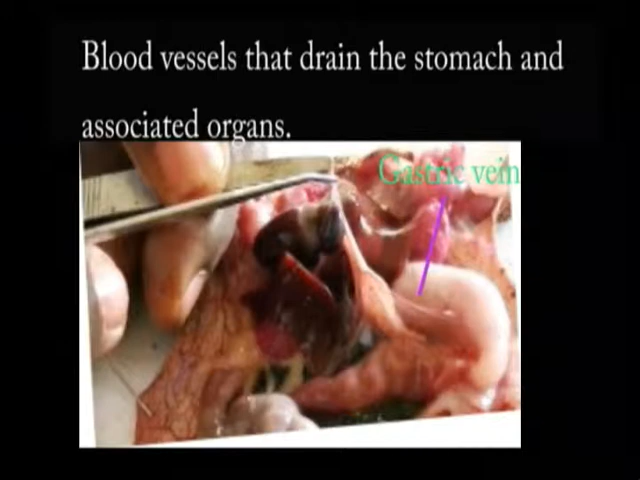 Blood vessels that drain the stomach and
associated organs.
Gastric vein